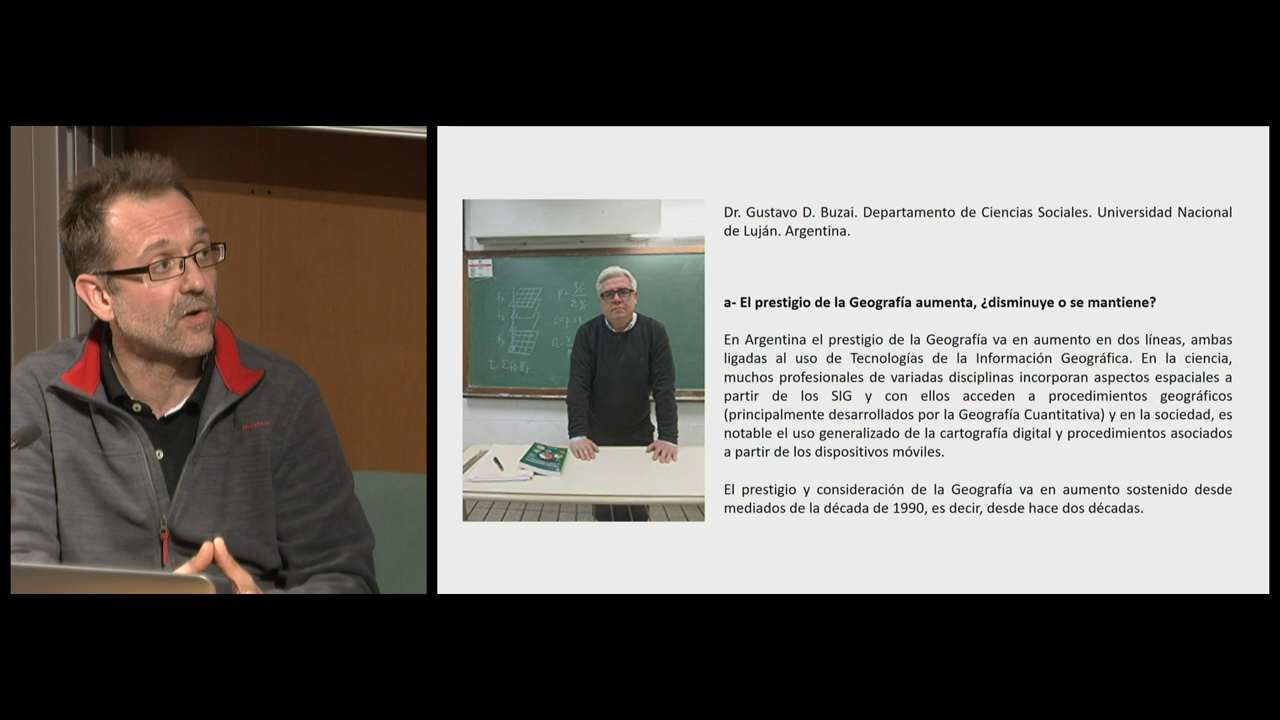 Dr. Gustavo D. Buzai. Departamento de Ciencias Sociales. Universidad Nacional
de Luján. Argentina.
a- El prestigio de la Geografía aumenta, ¿disminuye o se mantiene?
En Argentina el prestigio de la Geografía va en aumento en dos líneas, ambas
ligadas al uso de Tecnologías de la Información Geográfica. En la ciencia,
muchos profesionales de variadas disciplinas incorporan aspectos espaciales a
partir de los SIG y con ellos acceden a procedimientos geográficos
(principalmente desarrollados por la Geografía Cuantitativa) y en la sociedad, es
notable el uso generalizado de la cartografía digital y procedimientos asociados
a partir de los dispositivos móviles.
El prestigio y consideración de la Geografía va en aumento sostenido desde
mediados de la década de 1990, es decir, desde hace dos décadas.